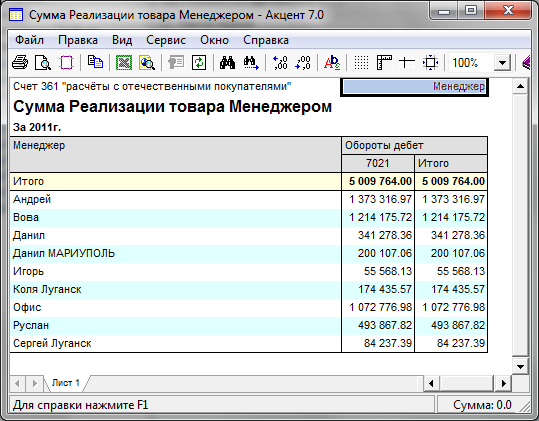 Сумма Реализации товара Менеджером - Акцент 7.0
Файл Правка Вид Сервис Окно Справка
100%
Счет 361 "расчёты с отечественными покупателями" Менеджер
Сумма Реализации товара Менеджером
За 2011г.
Менеджер Обороты дебет
7021 Итого
Итого 5 009 764.00 5 009 764.00
Андрей 1 373 316.97 1 373 316.97
Вова 1 214 175.72 1 214 175.72
Данил 341 278.36 341 278.36
Данил МАРИУПОЛЬ 200 107.06 200 107.06
Игорь 55 568.13 55 568.13
Коля Луганск 174 435.57 174 435.57
Офис 1 072 776.98 1 072 776.98
Руслан 493 867.82 493 867.82
Сергей Луганск 84 237.39 84 237.39
Лист 1
Для справки нажмите F1 Сумма: 0.0